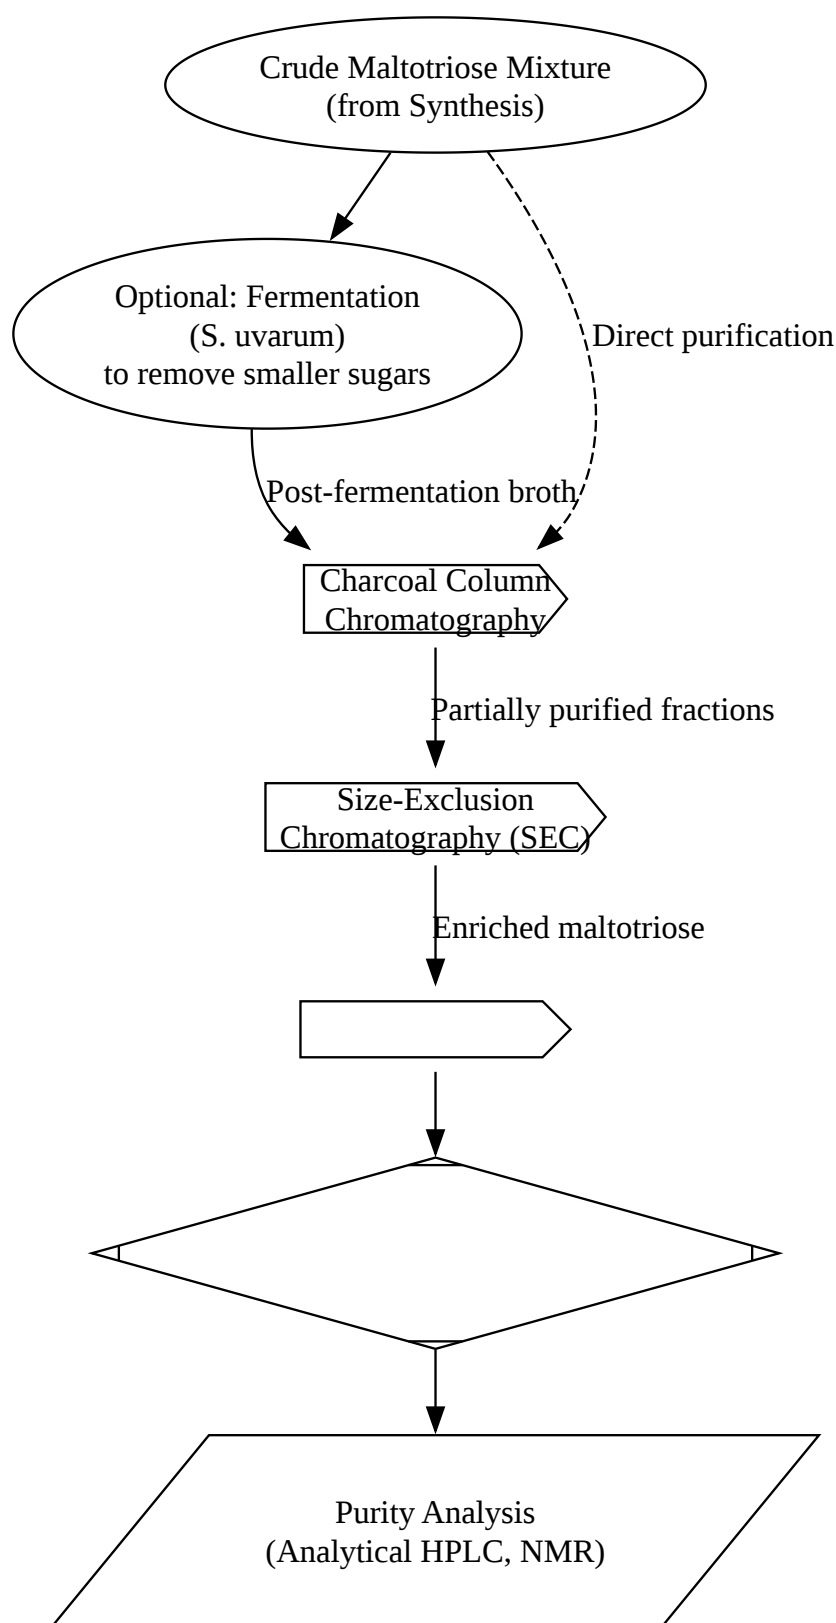 Crude Maltotriose Mixture
(from Synthesis)
Optional: Fermentation
(S. uvarum)
to remove smaller sugars
Direct purification
Post-fermentation broth
Charcoal Column
Chromatography
Partially purified fractions
Size-Exclusion
Chromatography (SEC)
Enriched maltotriose
Purity Analysis
(Analytical HPLC, NMR)